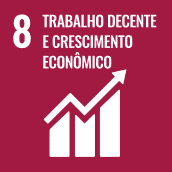 8 TRABALHO DECENTE
E CRESCIMENTO
ECONÔMICO